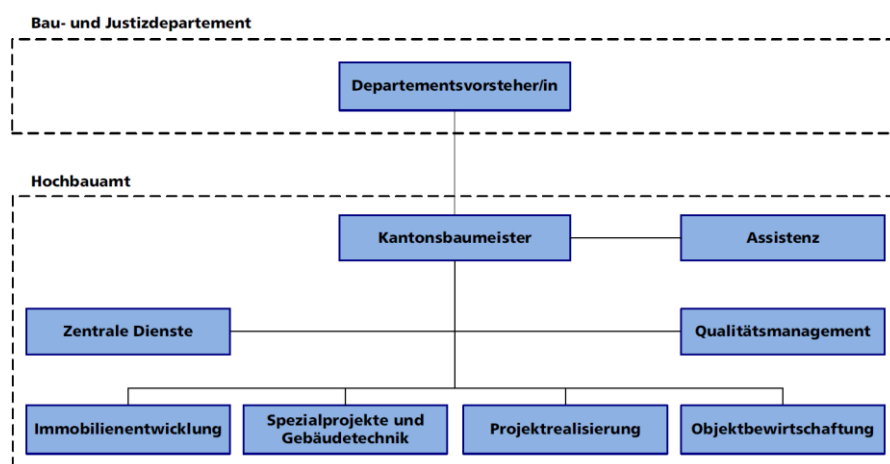 Bau- und Justizdepartement
Departementsvorsteher/in
Hochbauamt
Kantonsbaumeister
Assistenz
Zentrale Dienste
Qualitätsmanagement
Immobilienentwicklung
Spezialprojekte und
Gebäudetechnik
Projektrealisierung
Objektbewirtschaftung